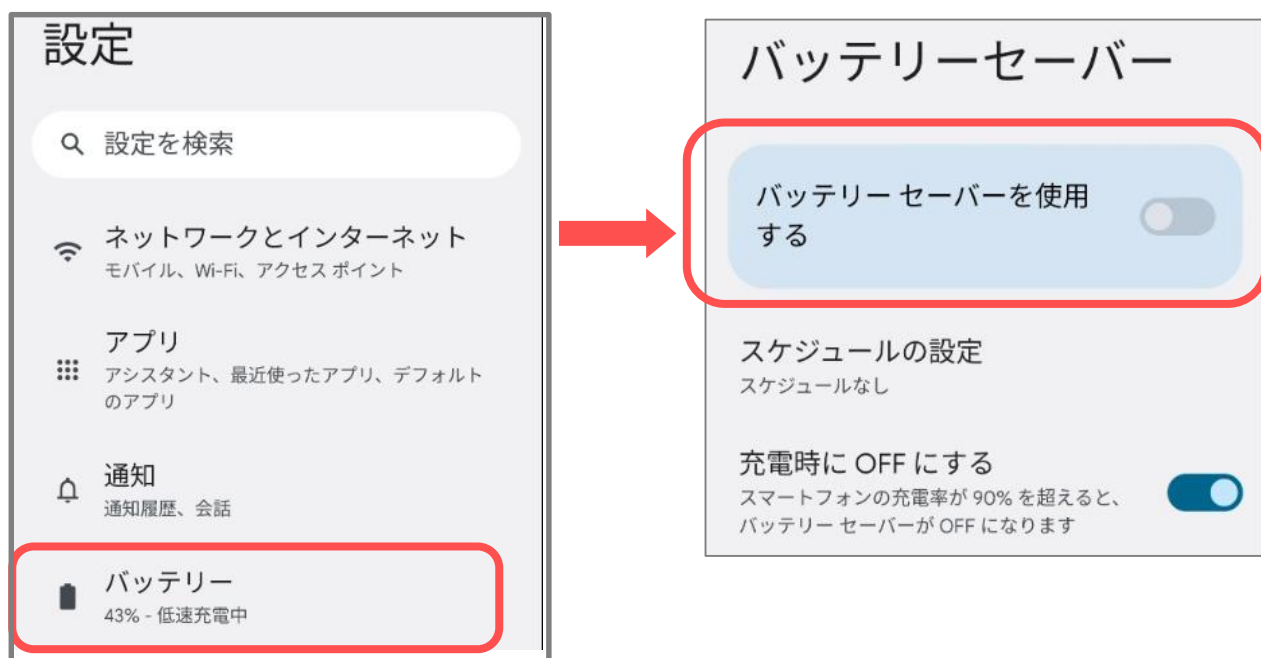 設定
設定を検索
ネットワークとインターネット
モバイル、Wi-Fi、アクセス ポイント
アプリ
アシスタント、最近使ったアプリ、デフォルト
のアプリ
通知
通知履歴、会話
バッテリー
43% - 低速充電中
バッテリーセーバー
バッテリー セーバーを使用
する
スケジュールの設定
スケジュールなし
充電時に OFF にする
スマートフォンの充電率が 90% を超えると、
バッテリー セーバーが OFF になります